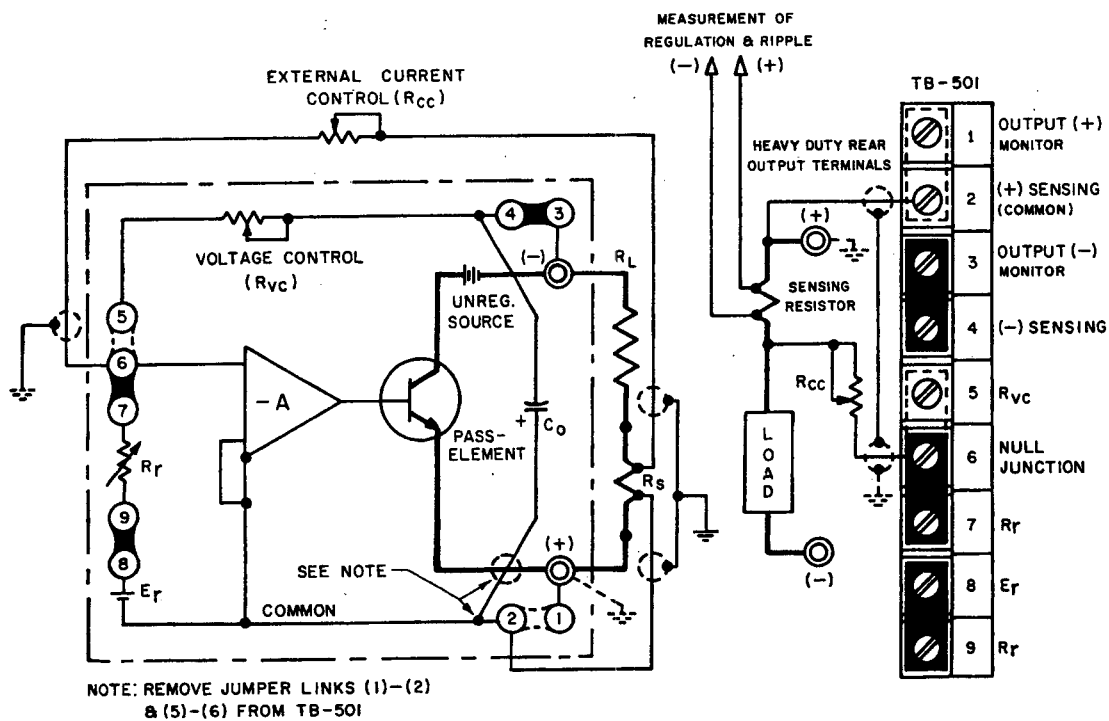 MEASUREMENT OF
REGULATION & RIPPLE
(−) (+)
EXTERNAL CURRENT
CONTROL (RCC)
TB-501
HEAVY DUTY REAR
OUTPUT TERMINALS
1 OUTPUT (+)
MONITOR
2 (+) SENSING
(COMMON)
3 OUTPUT (−)
MONITOR
4 (−) SENSING
5 RVC
6 NULL
JUNCTION
7 Rr
8 Er
9 Rr
4 3
VOLTAGE CONTROL
(RVC)
(−)
RL
UNREG.
SOURCE
5
6
7
−A
+ Co
PASS-
ELEMENT
Rr
9
8
Er
RS
(+)
SEE NOTE
COMMON
2 1
(+)
SENSING
RESISTOR
RCC
LOAD
(−)
NOTE: REMOVE JUMPER LINKS (1)-(2)
& (5)-(6) FROM TB-501